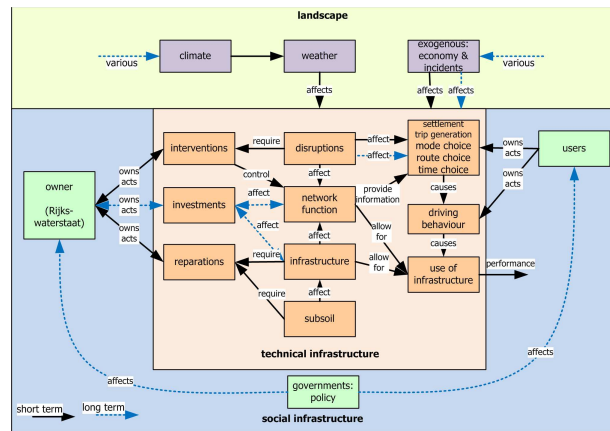 landscape
various
climate
weather
exogenous:
economy &
incidents
various
affects
affects
affects
interventions
require
disruptions
affect
affect
settlement
trip generation
mode choice
route choice
time choice
users
owns
acts
owns
acts
owner
(Rijks-
waterstaat)
owns
acts
owns
acts
owns
acts
control
affect
investments
affect
affect
network
function
provide
information
causes
driving
behaviour
allow
for
affect
causes
reparations
require
infrastructure
allow
for
use of
infrastructure
performance
require
affect
subsoil
technical infrastructure
affects
affects
governments:
policy
short term
long term
social infrastructure